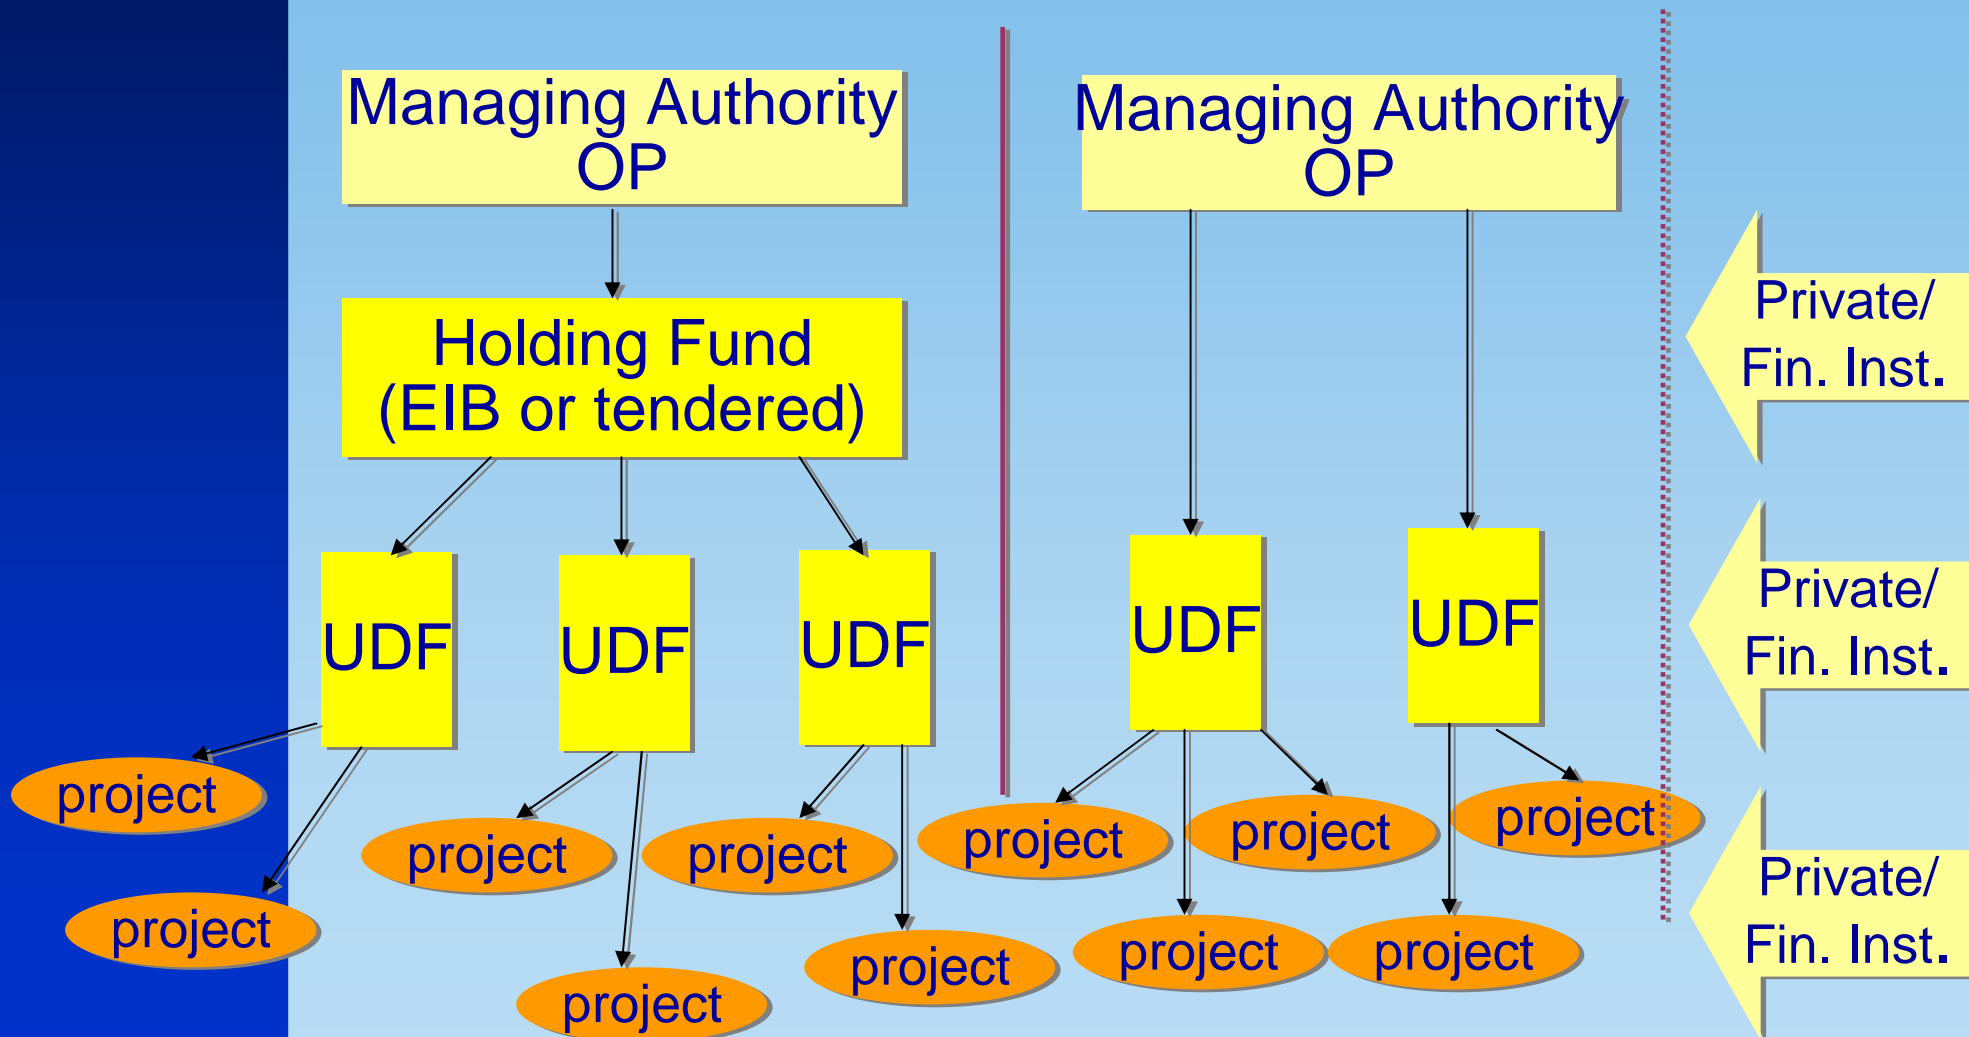 Managing Authority
OP
Holding Fund
(EIB or tendered)
UDF
UDF
UDF
project
project
project
project
project
project
Managing Authority
OP
UDF
UDF
project
project
project
project
project
Private/
Fin. Inst.
Private/
Fin. Inst.
Private/
Fin. Inst.